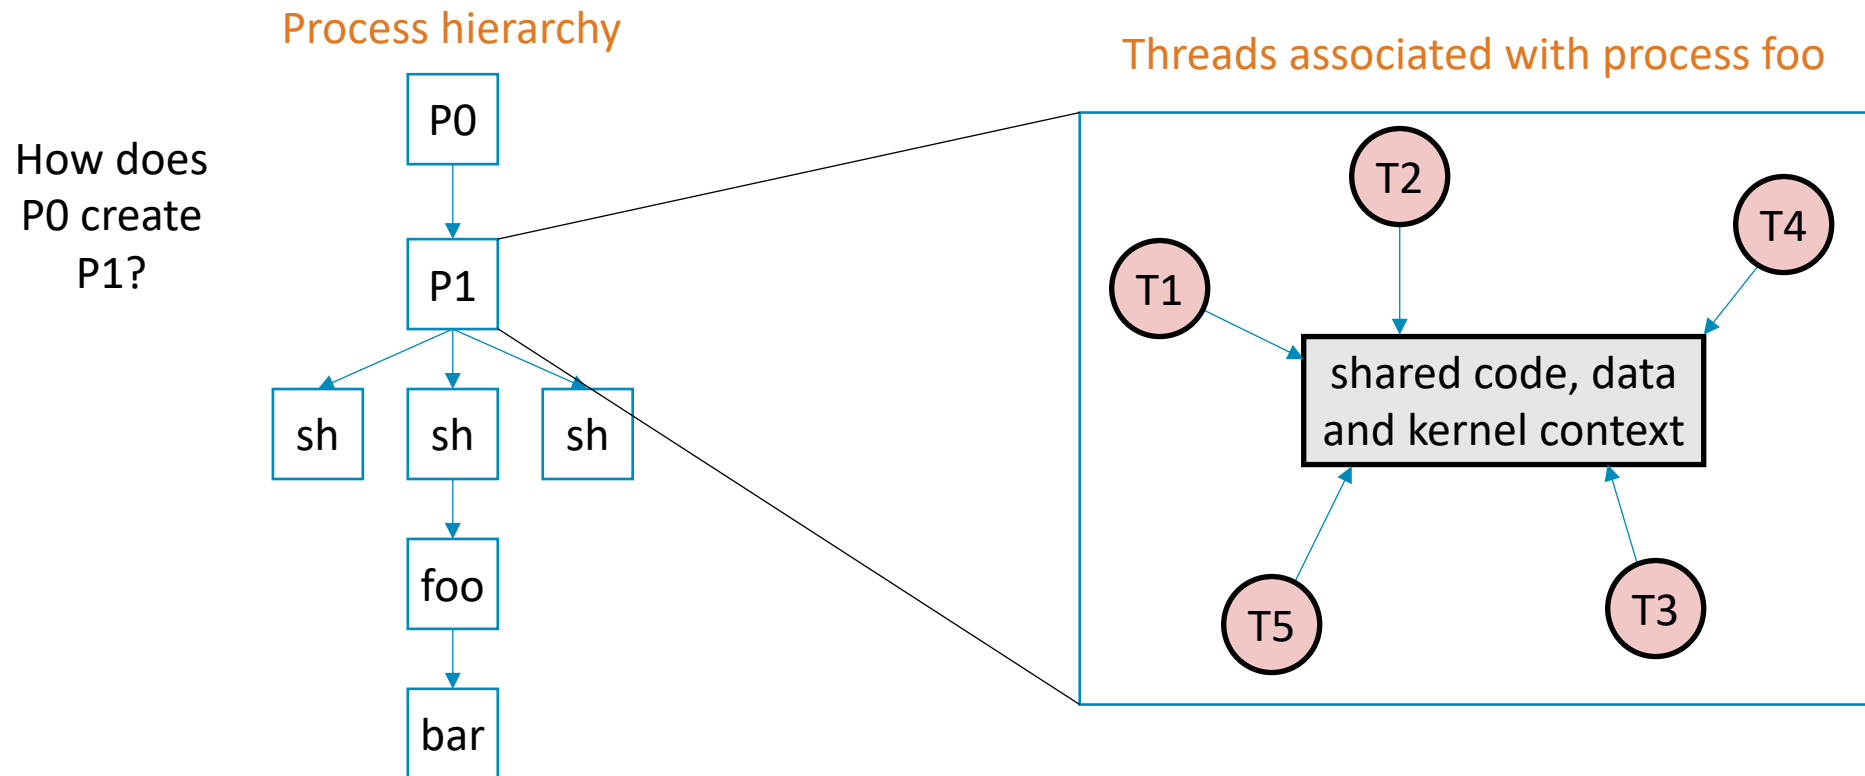 Process hierarchy
Threads associated with process foo
How does
P0 create
P1?
P0
P1
sh
sh
sh
foo
bar
T2
T4
T1
shared code, data
and kernel context
T5
T3